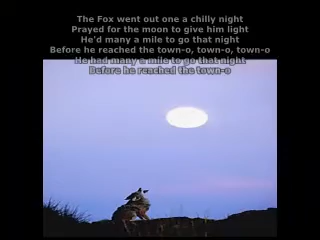 The Fox went out one a chilly night
Prayed for the moon to give him light
He'd many a mile to go that night
Before he reached the town-o, town-o, town-o
He had many a mile to go that night
Before he reached the town-o